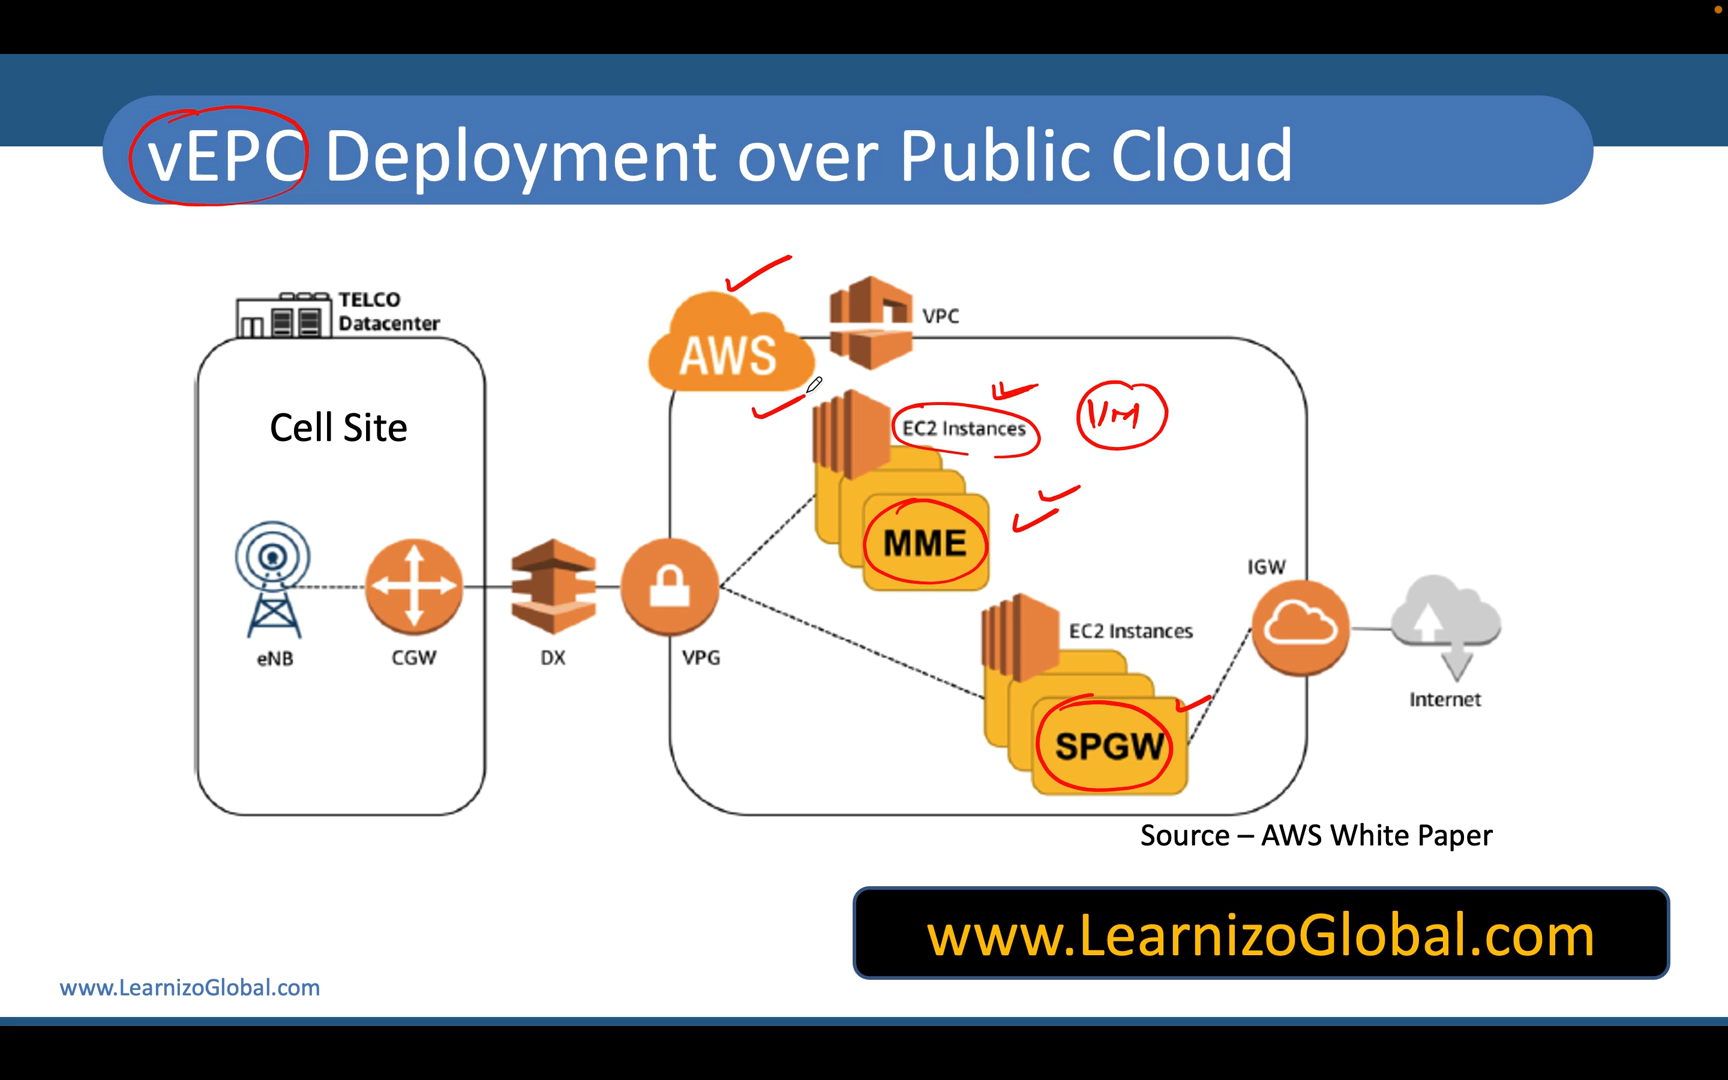 vEPC Deployment over Public Cloud
TELCO
Datacenter
AWS
VPC
Cell Site
EC2 Instances
VM
MME
IGW
EC2 Instances
eNB
CGW
DX
VPG
Internet
SPGW
Source – AWS White Paper
www.LearnizoGlobal.com
www.LearnizoGlobal.com